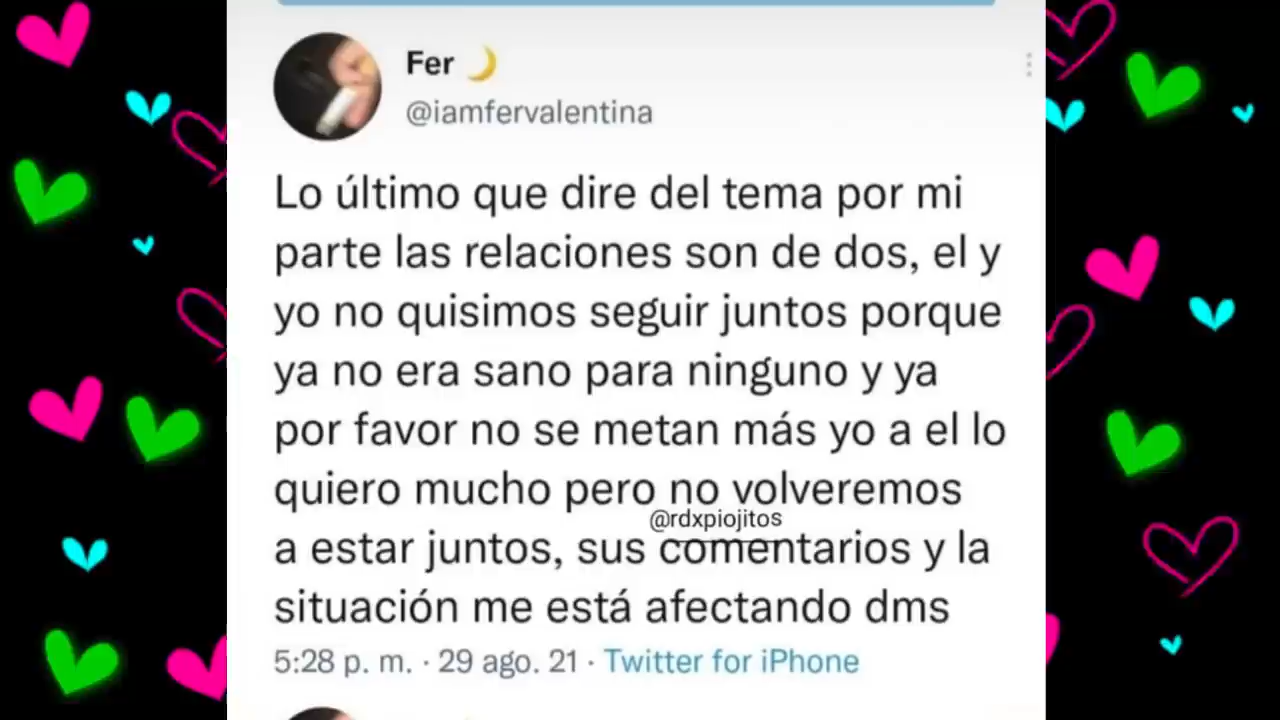 Fer 🌙
@iamfervalentina
Lo último que dire del tema por mi
parte las relaciones son de dos, el y
yo no quisimos seguir juntos porque
ya no era sano para ninguno y ya
por favor no se metan más yo a el lo
quiero mucho pero no volveremos
@rdxpiojitos
a estar juntos, sus comentarios y la
situación me está afectando dms
5:28 p. m. · 29 ago. 21 · Twitter for iPhone